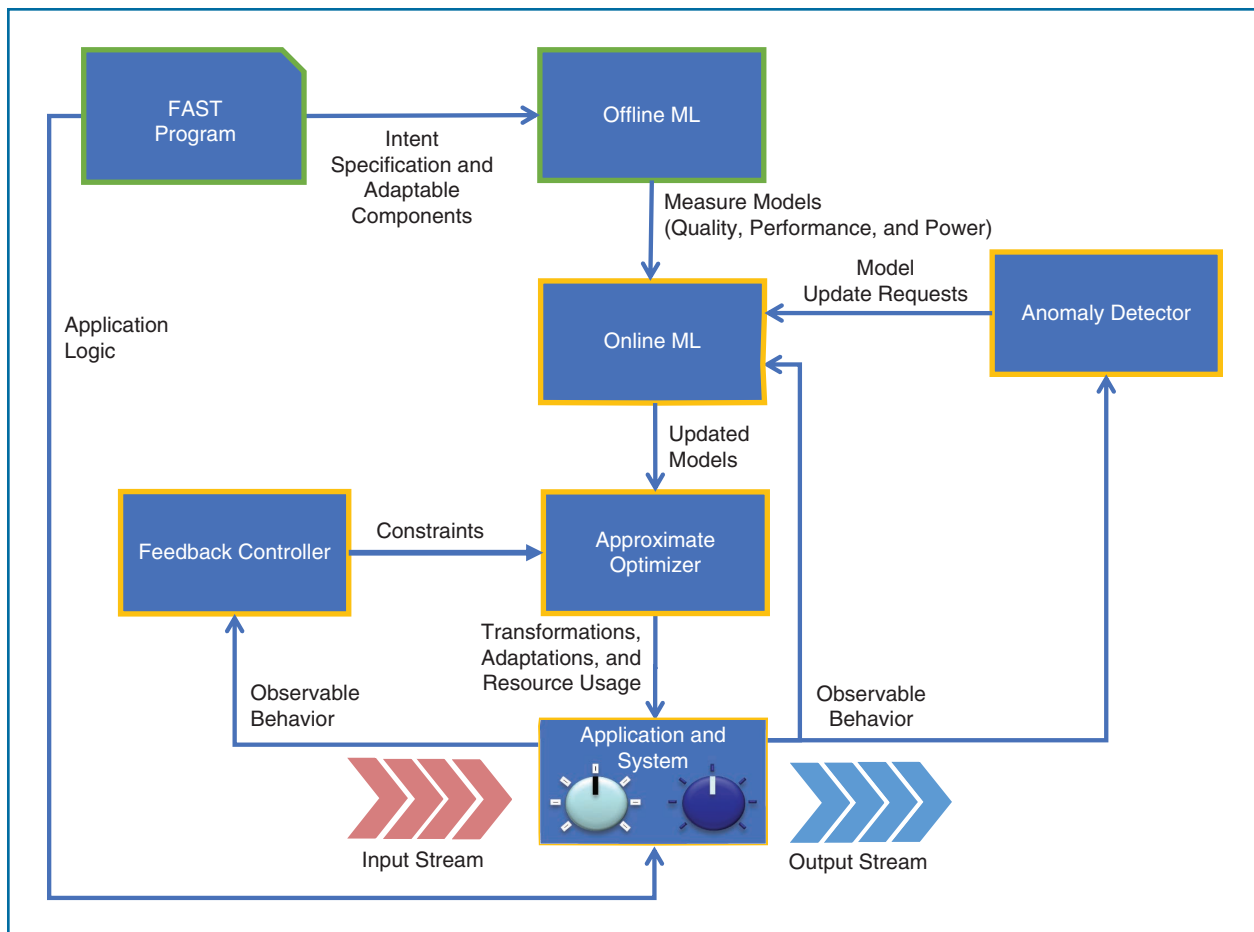 FAST
Program
Offline ML
Intent
Specification and
Adaptable
Components
Measure Models
(Quality, Performance, and Power)
Model
Update Requests
Anomaly Detector
Online ML
Application
Logic
Updated
Models
Constraints
Feedback Controller
Approximate
Optimizer
Transformations,
Adaptations, and
Resource Usage
Observable
Behavior
Observable
Behavior
Application and
System
Input Stream
Output Stream